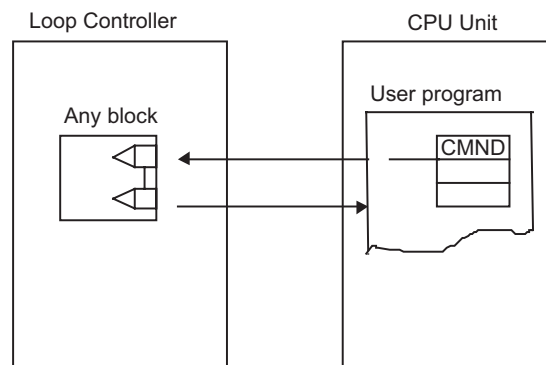 Loop Controller
CPU Unit
Any block
User program
CMND